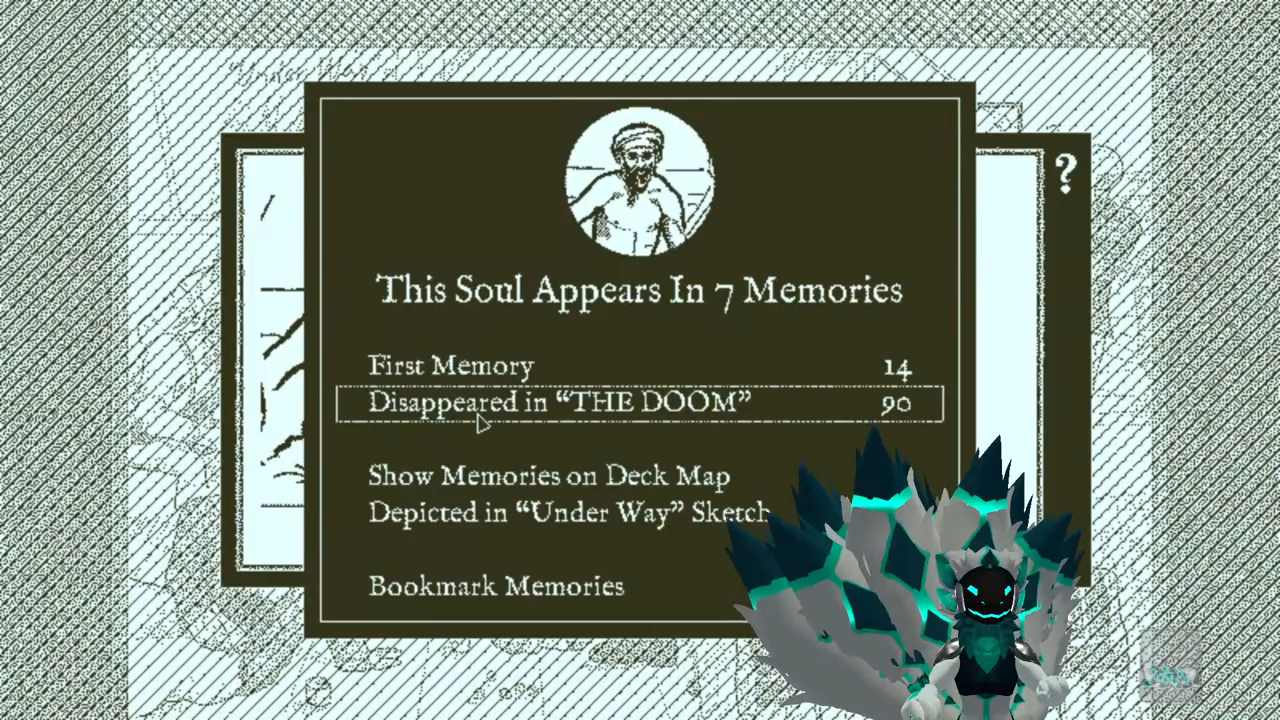 ?
This Soul Appears In 7 Memories
First Memory 14
Disappeared in “THE DOOM” 90
Show Memories on Deck Map
Depicted in “Under Way” Sketch
Bookmark Memories